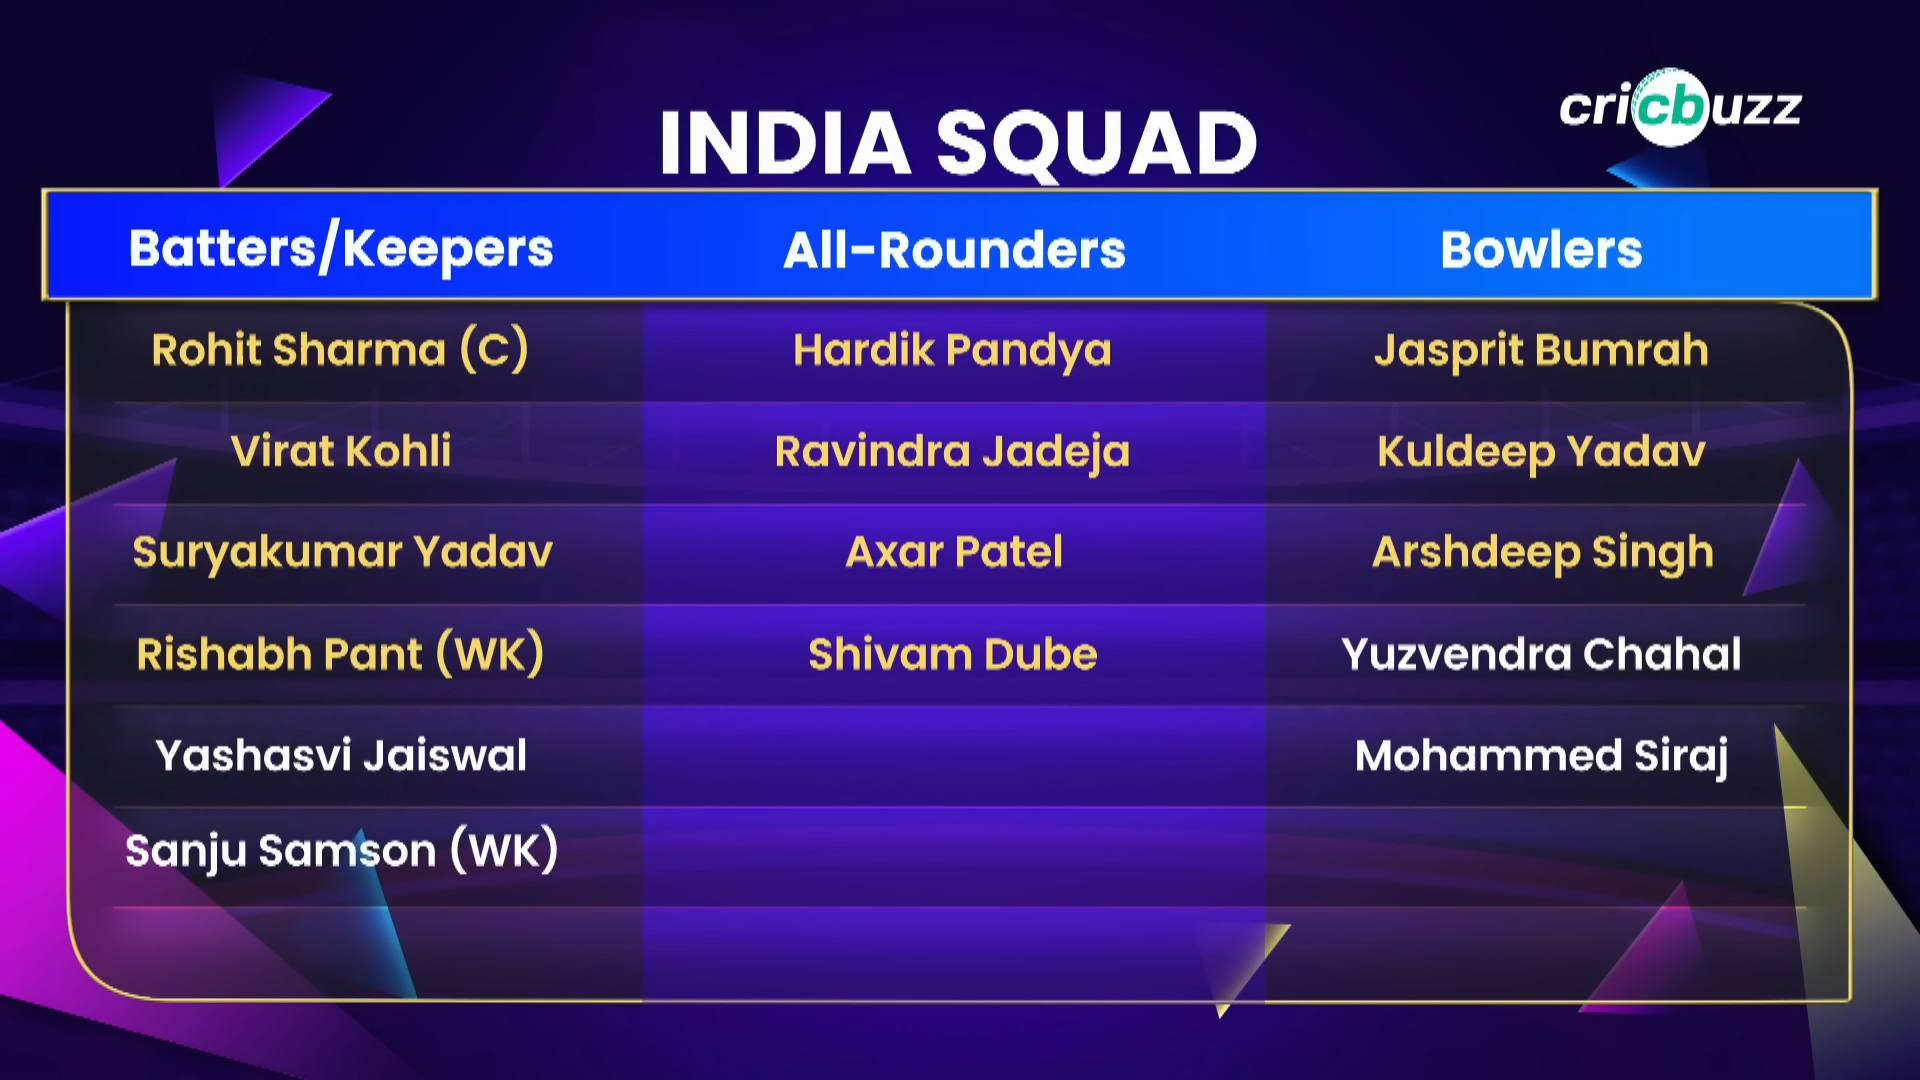 cricbuzz
INDIA SQUAD
Batters/Keepers
All-Rounders
Bowlers
Rohit Sharma (C)
Hardik Pandya
Jasprit Bumrah
Virat Kohli
Ravindra Jadeja
Kuldeep Yadav
Suryakumar Yadav
Axar Patel
Arshdeep Singh
Rishabh Pant (WK)
Shivam Dube
Yuzvendra Chahal
Yashasvi Jaiswal
Mohammed Siraj
Sanju Samson (WK)